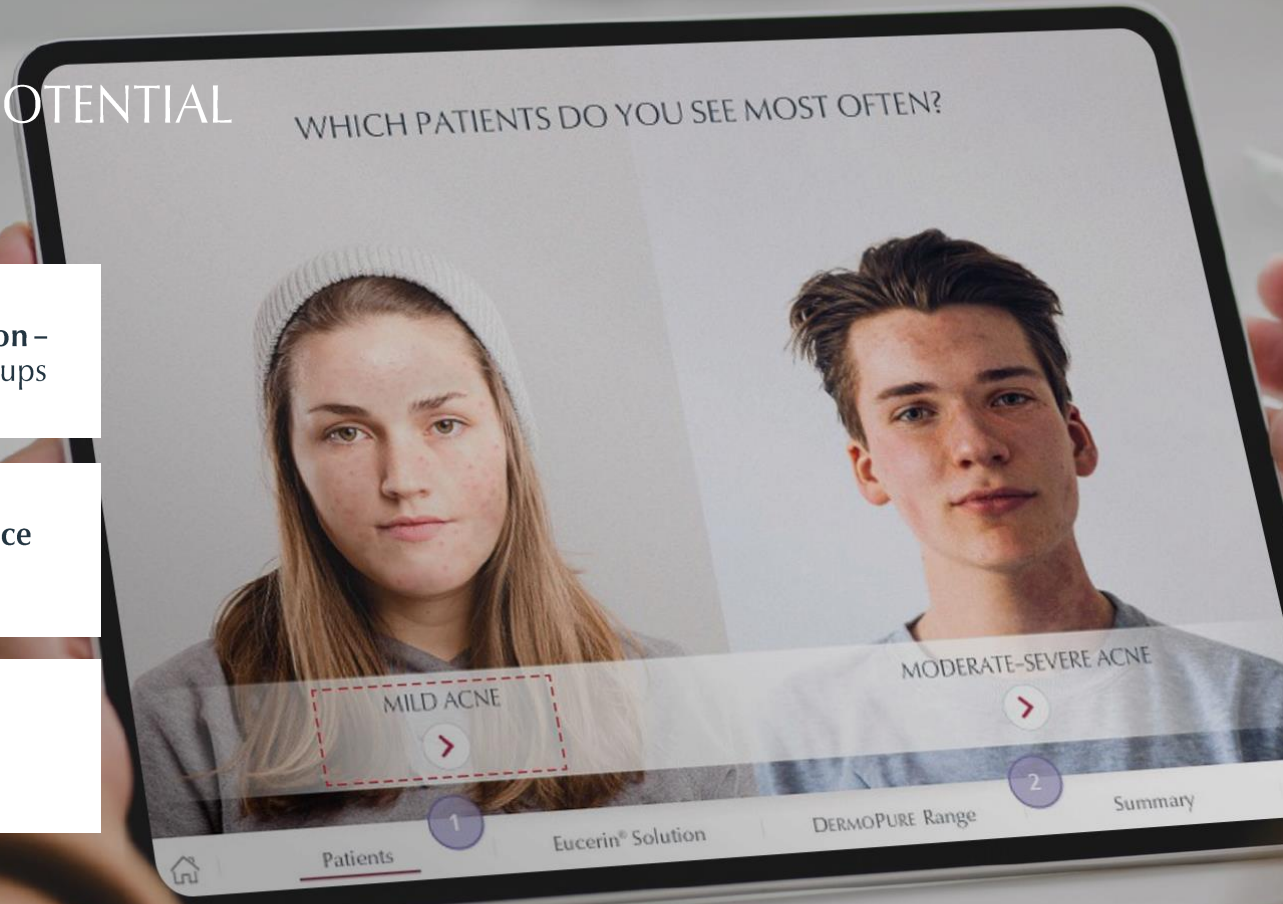 OTENTIAL
WHICH PATIENTS DO YOU SEE MOST OFTEN?
on –
ups
ce
MILD ACNE
MODERATE-SEVERE ACNE
1
2
Patients
Eucerin® Solution
DERMOPURE Range
Summary